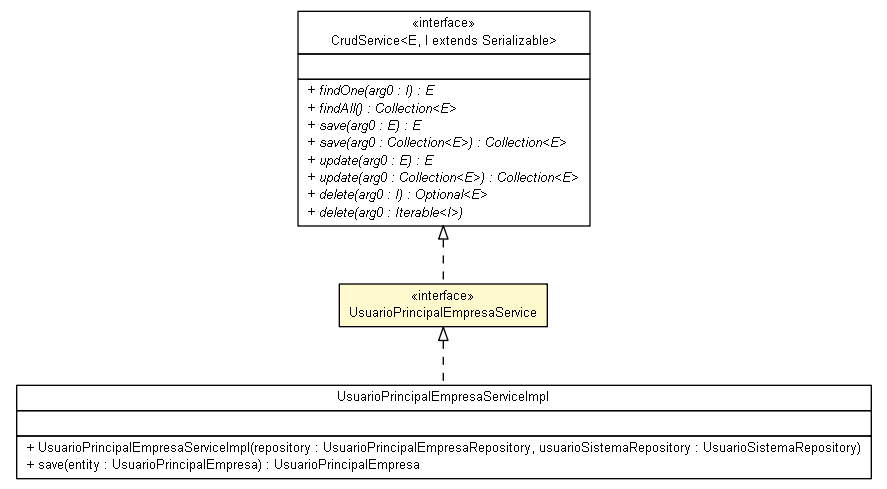 «interface»
CrudService<E, I extends Serializable>
+ findOne(arg0 : I) : E
+ findAll() : Collection<E>
+ save(arg0 : E) : E
+ save(arg0 : Collection<E>) : Collection<E>
+ update(arg0 : E) : E
+ update(arg0 : Collection<E>) : Collection<E>
+ delete(arg0 : I) : Optional<E>
+ delete(arg0 : Iterable<I>)
«interface»
UsuarioPrincipalEmpresaService
UsuarioPrincipalEmpresaServiceImpl
+ UsuarioPrincipalEmpresaServiceImpl(repository : UsuarioPrincipalEmpresaRepository, usuarioSistemaRepository : UsuarioSistemaRepository)
+ save(entity : UsuarioPrincipalEmpresa) : UsuarioPrincipalEmpresa